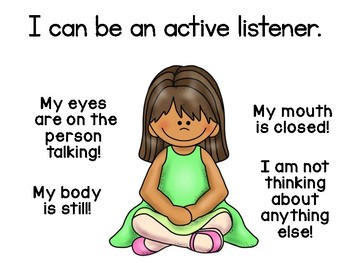 I can be an active listener.
My eyes
are on the
person
talking!
My body
is still!
My mouth
is closed!
I am not
thinking
about
anything
else!